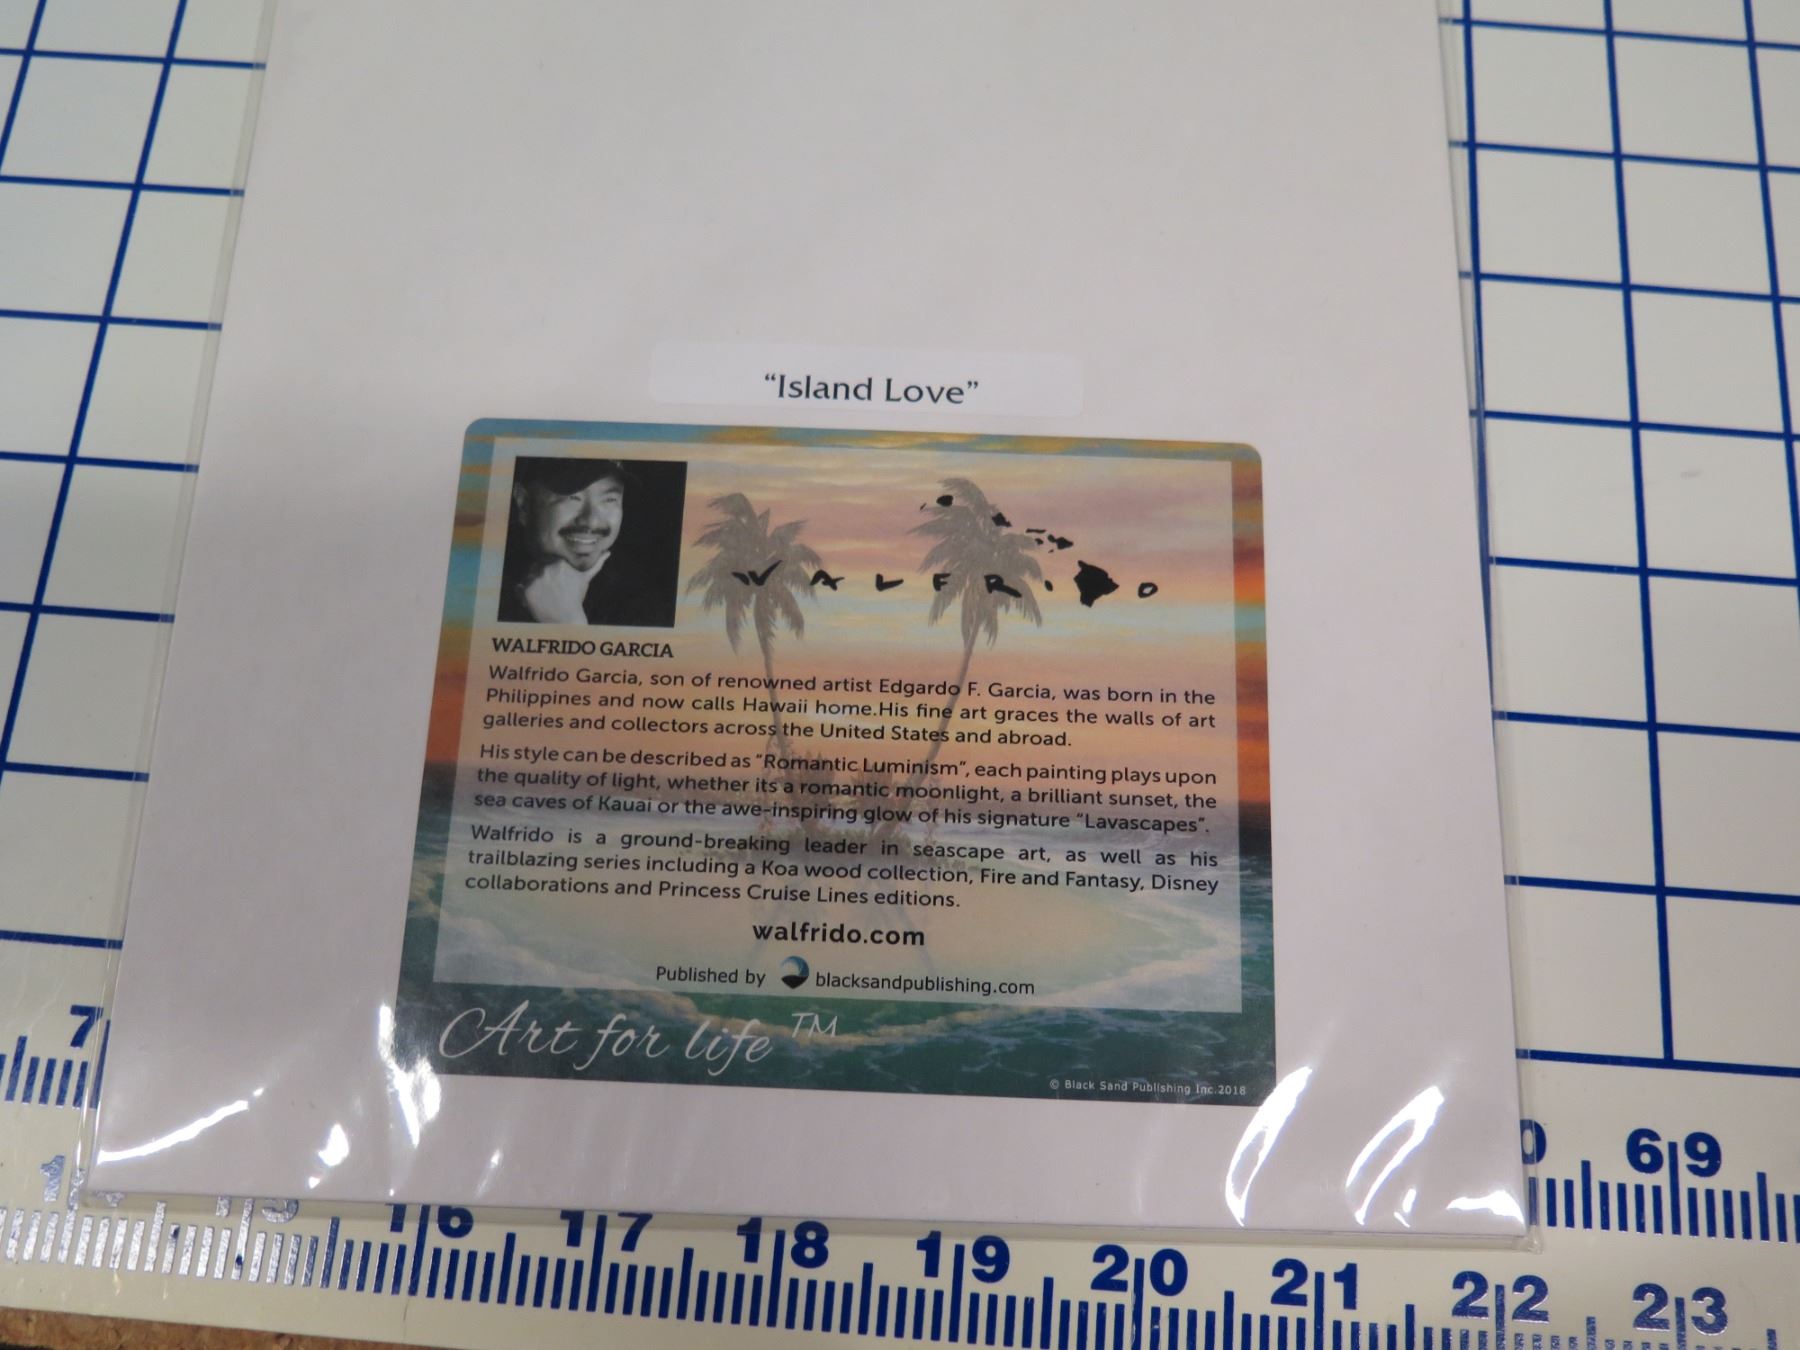 “Island Love”
WALFRIDO
WALFRIDO GARCIA
Walfrido Garcia, son of renowned artist Edgardo F. Garcia, was born in the
Philippines and now calls Hawaii home.His fine art graces the walls of art
galleries and collectors across the United States and abroad.
His style can be described as “Romantic Luminism”, each painting plays upon
the quality of light, whether its a romantic moonlight, a brilliant sunset, the
sea caves of Kauai or the awe-inspiring glow of his signature “Lavascapes”.
Walfrido is a ground-breaking leader in seascape art, as well as his
trailblazing series including a Koa wood collection, Fire and Fantasy, Disney
collaborations and Princess Cruise Lines editions.
walfrido.com
Published by blacksandpublishing.com
Art for life TM
© Black Sand Publishing Inc.2018
69
16 17 18 19 20 21 22 23